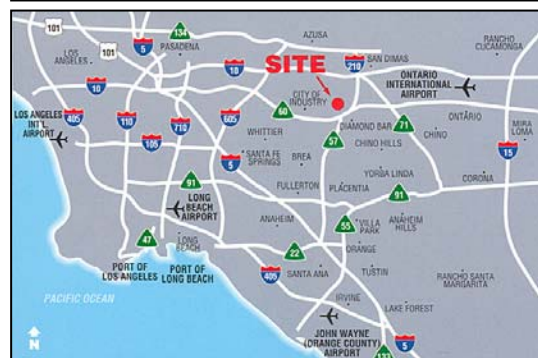 134
101
5
PASADENA
AZUSA
RANCHO
CUCAMONGA
LOS
ANGELES
101
SITE
210
SAN DIMAS
10
ONTARIO
INTERNATIONAL
AIRPORT
10
CITY OF
INDUSTRY
LOS ANGELES
INT'L
AIRPORT
405
110
710
605
60
DIAMOND BAR
71
ONTARIO
MIRA
LOMA
WHITTIER
57
CHINO
105
SANTA FE
SPRINGS
BREA
CHINO HILLS
15
5
YORBA LINDA
91
FULLERTON
PLACENTIA
91
CORONA
LONG
BEACH
AIRPORT
ANAHEIM
55
VILLA
PARK
ANAHEIM
HILLS
47
LONG
BEACH
22
ORANGE
PORT OF
LOS ANGELES
PORT OF
LONG BEACH
405
SANTA ANA
TUSTIN
RANCHO SANTA
MARGARITA
PACIFIC OCEAN
IRVINE
LAKE FOREST
N
JOHN WAYNE
(ORANGE COUNTY)
AIRPORT
5
133